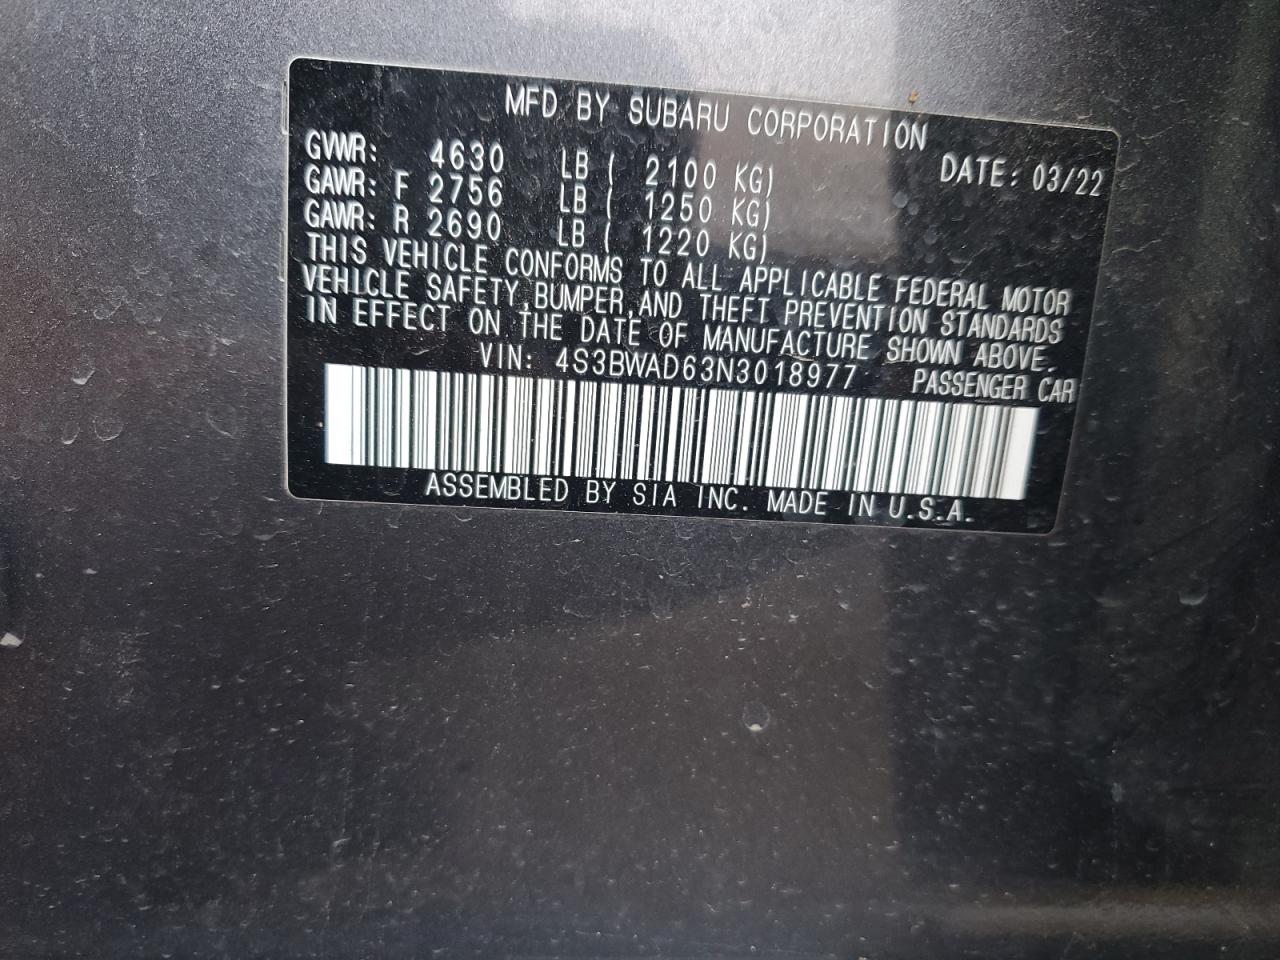 MFD BY SUBARU CORPORATION
GVWR: 4630 LB ( 2100 KG) DATE: 03/22
GAWR: F 2756 LB ( 1250 KG)
GAWR: R 2690 LB ( 1220 KG)
THIS VEHICLE CONFORMS TO ALL APPLICABLE FEDERAL MOTOR
VEHICLE SAFETY,BUMPER,AND THEFT PREVENTION STANDARDS
IN EFFECT ON THE DATE OF MANUFACTURE SHOWN ABOVE.
VIN: 4S3BWAD63N3018977 PASSENGER CAR
ASSEMBLED BY SIA INC. MADE IN U.S.A.